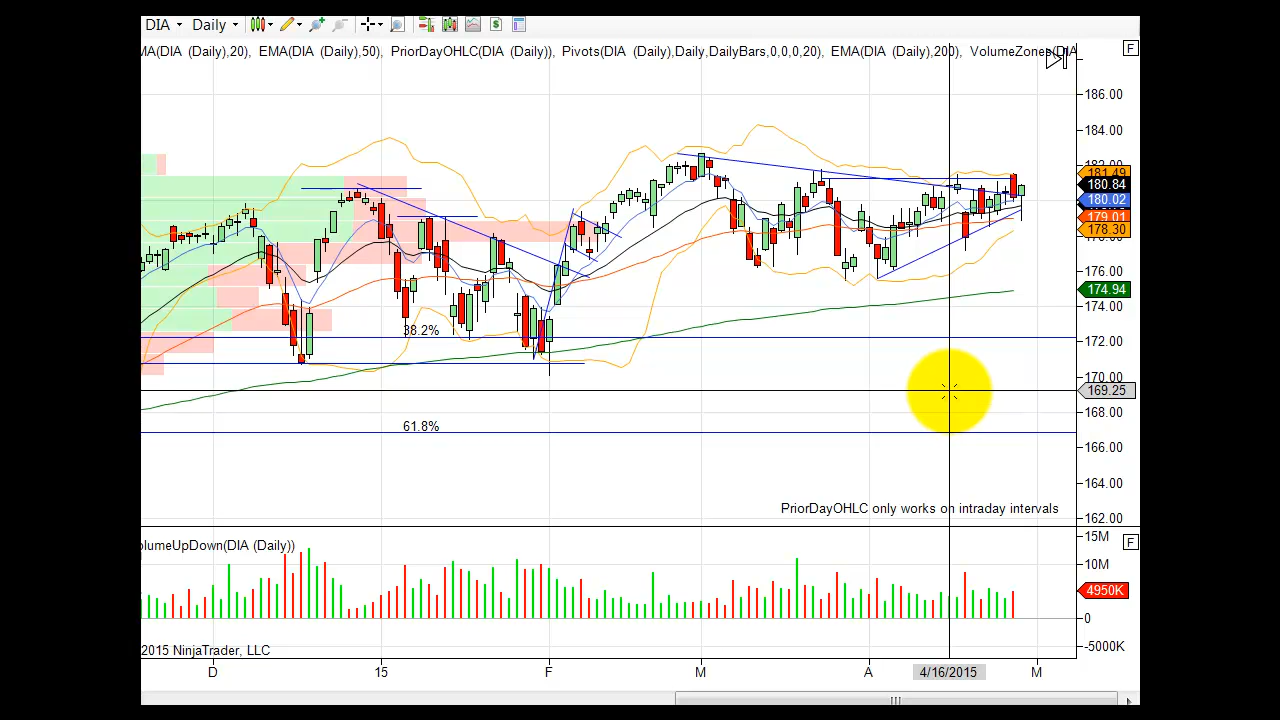 DIA Daily $
MA(DIA (Daily),20), EMA(DIA (Daily),50), PriorDayOHLC(DIA (Daily)), Pivots(DIA (Daily),Daily,DailyBars,0,0,0,20), EMA(DIA (Daily),200), VolumeZones(DIA
F
186.00
184.00
182.00
181.49
180.84
180.02
179.01
178.30
176.00
174.94
174.00
172.00
170.00
169.25
168.00
166.00
164.00
162.00
38.2%
61.8%
PriorDayOHLC only works on intraday intervals
olumeUpDown(DIA (Daily))
F
15M
10M
4950K
0
-5000K
2015 NinjaTrader, LLC
D 15 F M A 4/16/2015 M